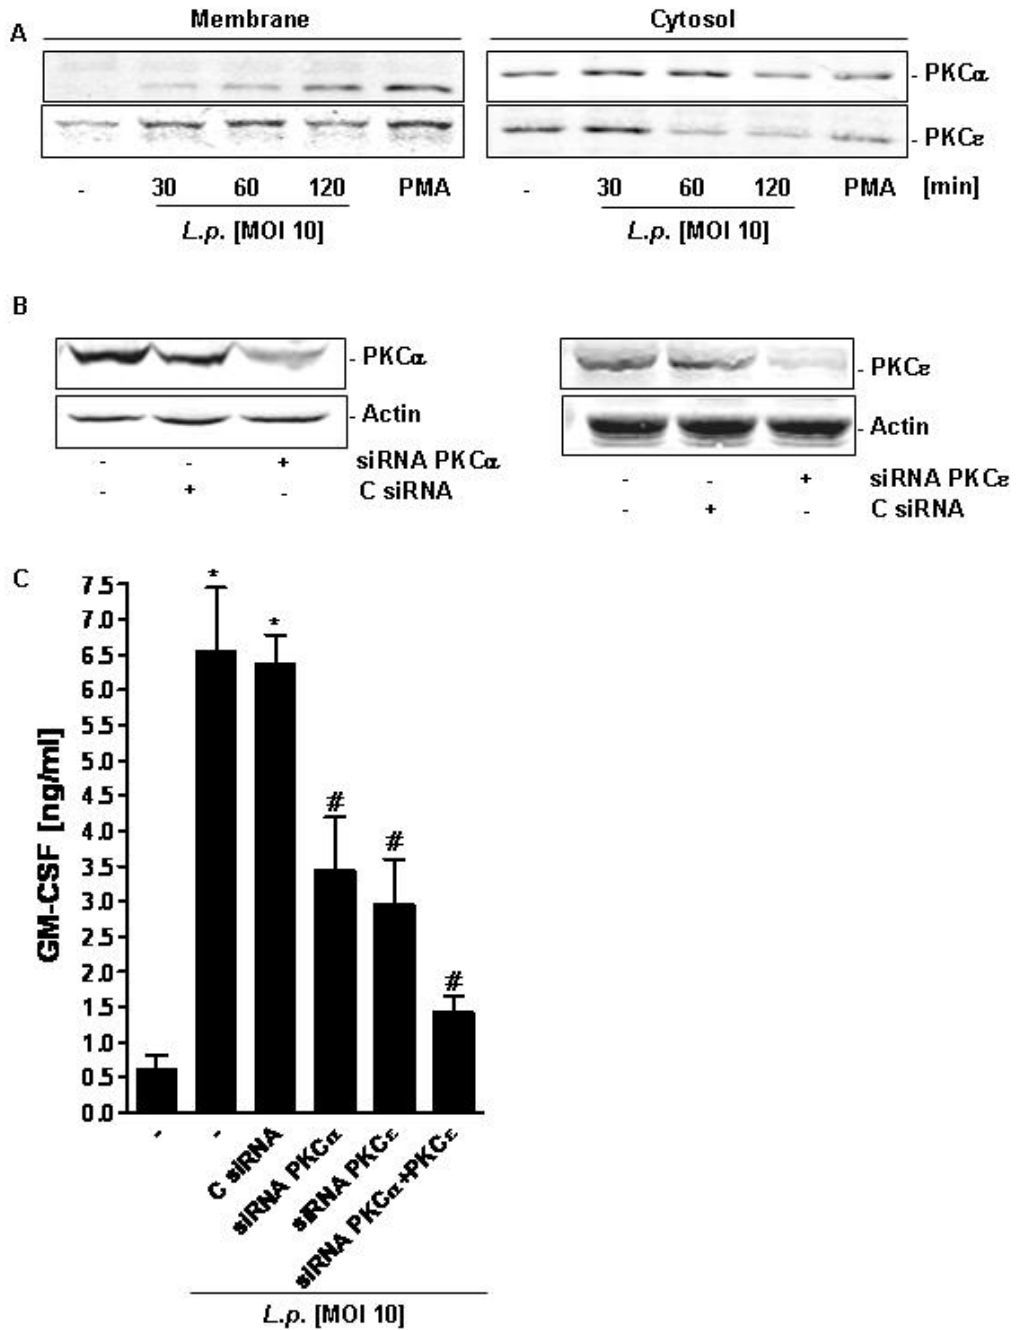 A
Membrane
Cytosol
- PKCα
- PKCε
- 30 60 120 PMA - 30 60 120 PMA [min]
L.p. [MOI 10] L.p. [MOI 10]
B
- PKCα
- Actin
- - + siRNA PKCα
- + - C siRNA
- PKCε
- Actin
- - + siRNA PKCε
- + - C siRNA
C
GM-CSF [ng/ml]
7.5
7.0
6.5
6.0
5.5
5.0
4.5
4.0
3.5
3.0
2.5
2.0
1.5
1.0
0.5
0.0
* * # # #
-
-
C siRNA
siRNA PKCα
siRNA PKCε
siRNA PKCα+PKCε
L.p. [MOI 10]